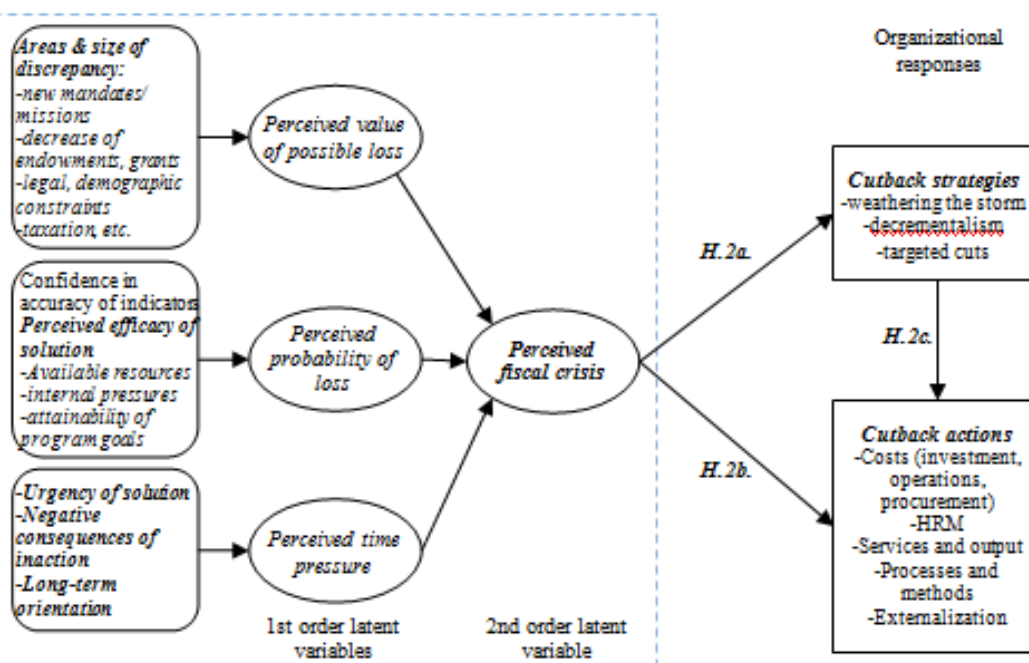 Areas & size of
discrepancy:
-new mandates/
missions
-decrease of
endowments, grants
-legal, demographic
constraints
-taxation, etc.
Confidence in
accuracy of indicators
Perceived efficacy of
solution
-Available resources
-internal pressures
-attainability of
program goals
-Urgency of solution
-Negative
consequences of
inaction
-Long-term
orientation
Perceived value
of possible loss
Perceived
probability of
loss
Perceived time
pressure
1st order latent
variables
Perceived
fiscal crisis
2nd order latent
variable
H.2a.
H.2b.
Organizational
responses
Cutback strategies
-weathering the storm
-decrementalism
-targeted cuts
H.2c.
Cutback actions
-Costs (investment,
operations,
procurement)
-HRM
-Services and output
-Processes and
methods
-Externalization